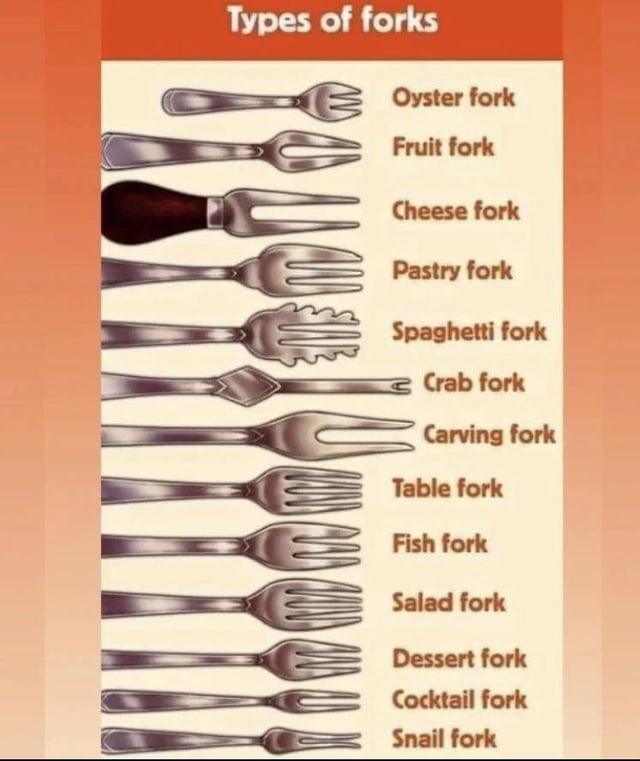 Types of forks
Oyster fork
Fruit fork
Cheese fork
Pastry fork
Spaghetti fork
Crab fork
Carving fork
Table fork
Fish fork
Salad fork
Dessert fork
Cocktail fork
Snail fork